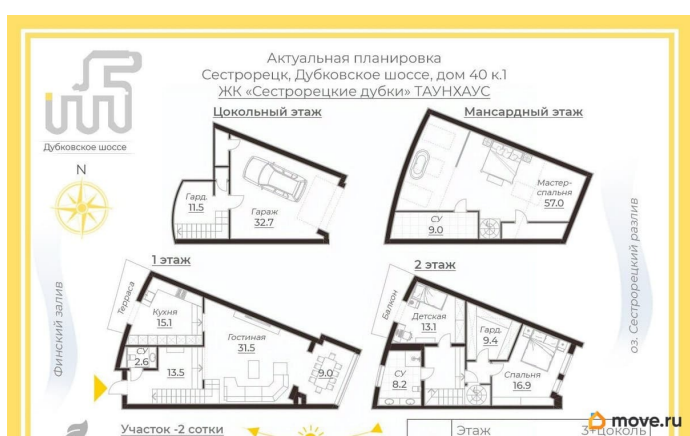 Актуальная планировка
Сестрорецк, Дубковское шоссе, дом 40 к.1
ЖК «Сестрорецкие дубки» ТАУНХАУС
Дубковское шоссе
N
Цокольный этаж
Гард.
11.5
Гараж
32.7
Мансардный этаж
Мастер-
спальня
57.0
СУ
9.0
Финский залив
оз. Сестрорецкий разлив
1 этаж
Терраса
Кухня
15.1
СУ
2.6
13.5
Гостиная
31.5
9.0
2 этаж
Балкон
Детская
13.1
Гард.
9.4
СУ
8.2
Спальня
16.9
Участок -2 сотки
Этаж
3+цоколь
move.ru